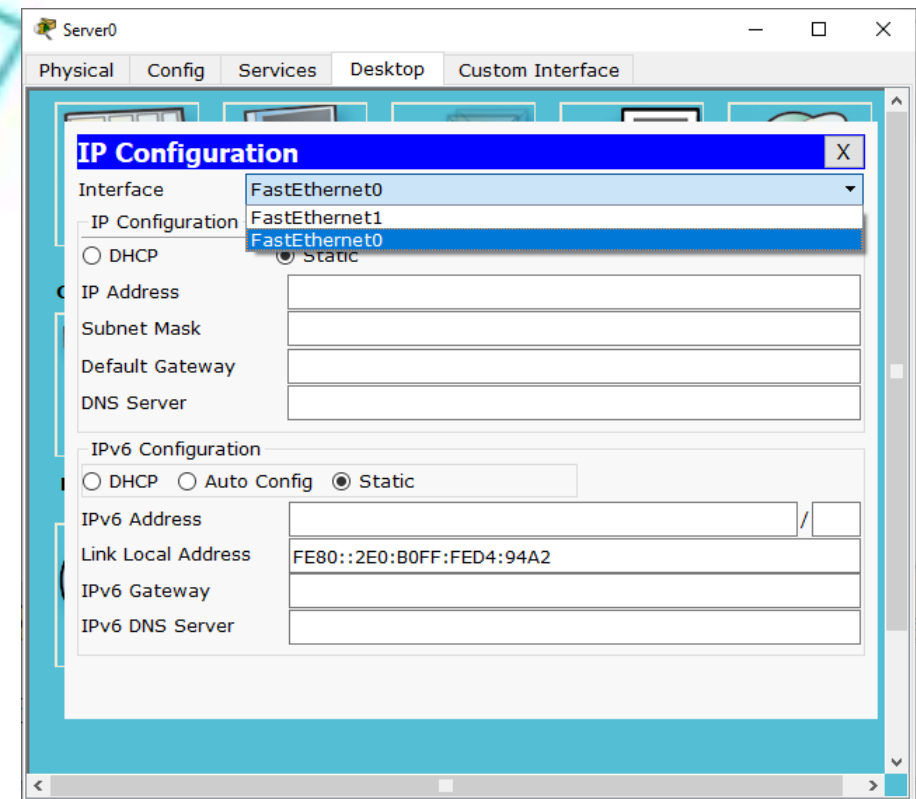 Server0
Physical Config Services Desktop Custom Interface
IP Configuration X
Interface FastEthernet0
FastEthernet1
IP Configuration
FastEthernet0
DHCP Static
IP Address
Subnet Mask
Default Gateway
DNS Server
IPv6 Configuration
DHCP Auto Config Static
IPv6 Address /
Link Local Address FE80::2E0:B0FF:FED4:94A2
IPv6 Gateway
IPv6 DNS Server